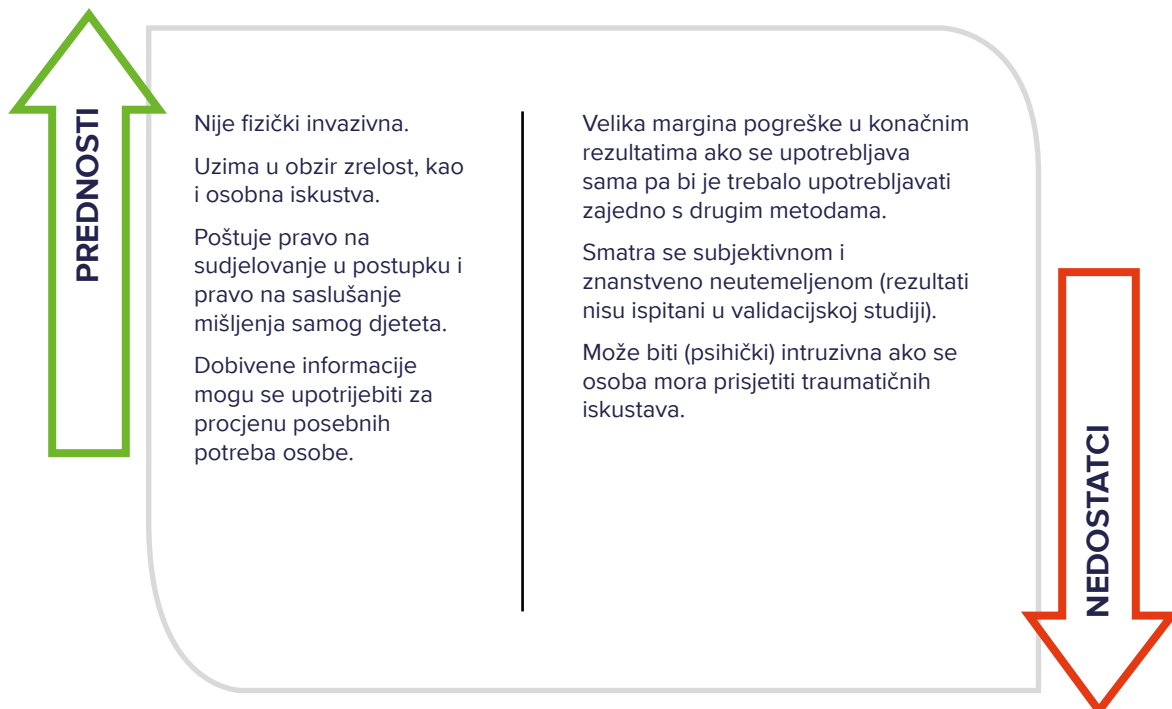 PREDNOSTI
Nije fizički invazivna.
Uzima u obzir zrelost, kao
i osobna iskustva.
Poštuje pravo na
sudjelovanje u postupku i
pravo na saslušanje
mišljenja samog djeteta.
Dobivene informacije
mogu se upotrijebiti za
procjenu posebnih
potreba osobe.
Velika margina pogreške u konačnim
rezultatima ako se upotrebljava
sama pa bi je trebalo upotrebljavati
zajedno s drugim metodama.
Smatra se subjektivnom i
znanstveno neutemeljenom (rezultati
nisu ispitani u validacijskoj studiji).
Može biti (psihički) intruzivna ako se
osoba mora prisjetiti traumatičnih
iskustava.
NEDOSTATCI